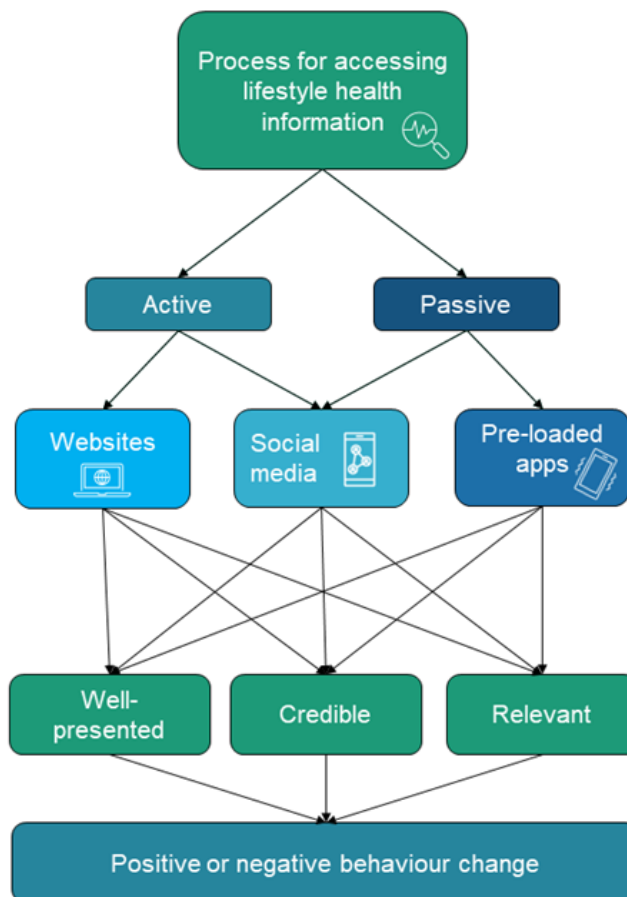 Process for accessing
lifestyle health
information
Active
Passive
Websites
Social
media
Pre-loaded
apps
Well-
presented
Credible
Relevant
Positive or negative behaviour change